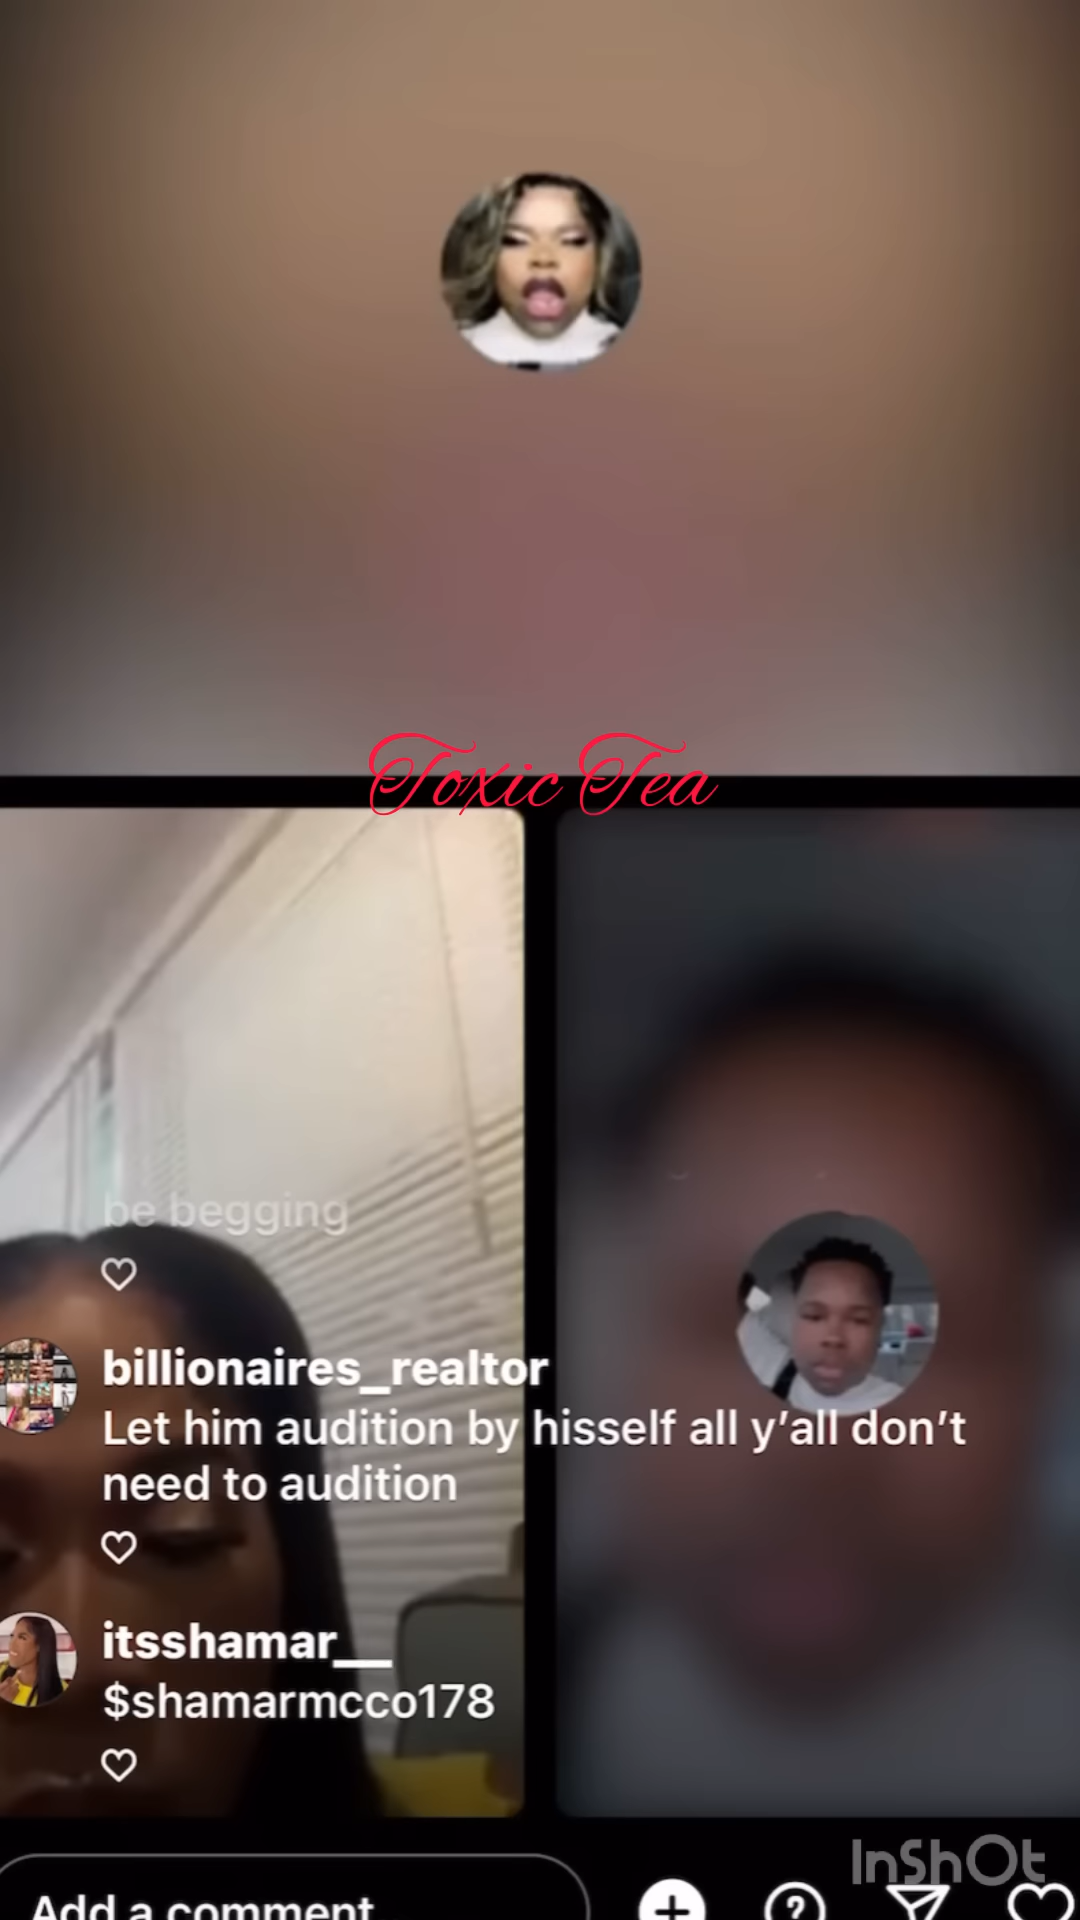 Toxic Tea
be begging
billionaires_realtor
Let him audition by hisself all y’all don’t
need to audition
itsshamar__
$shamarmcco178
InShOt
Add a comment...